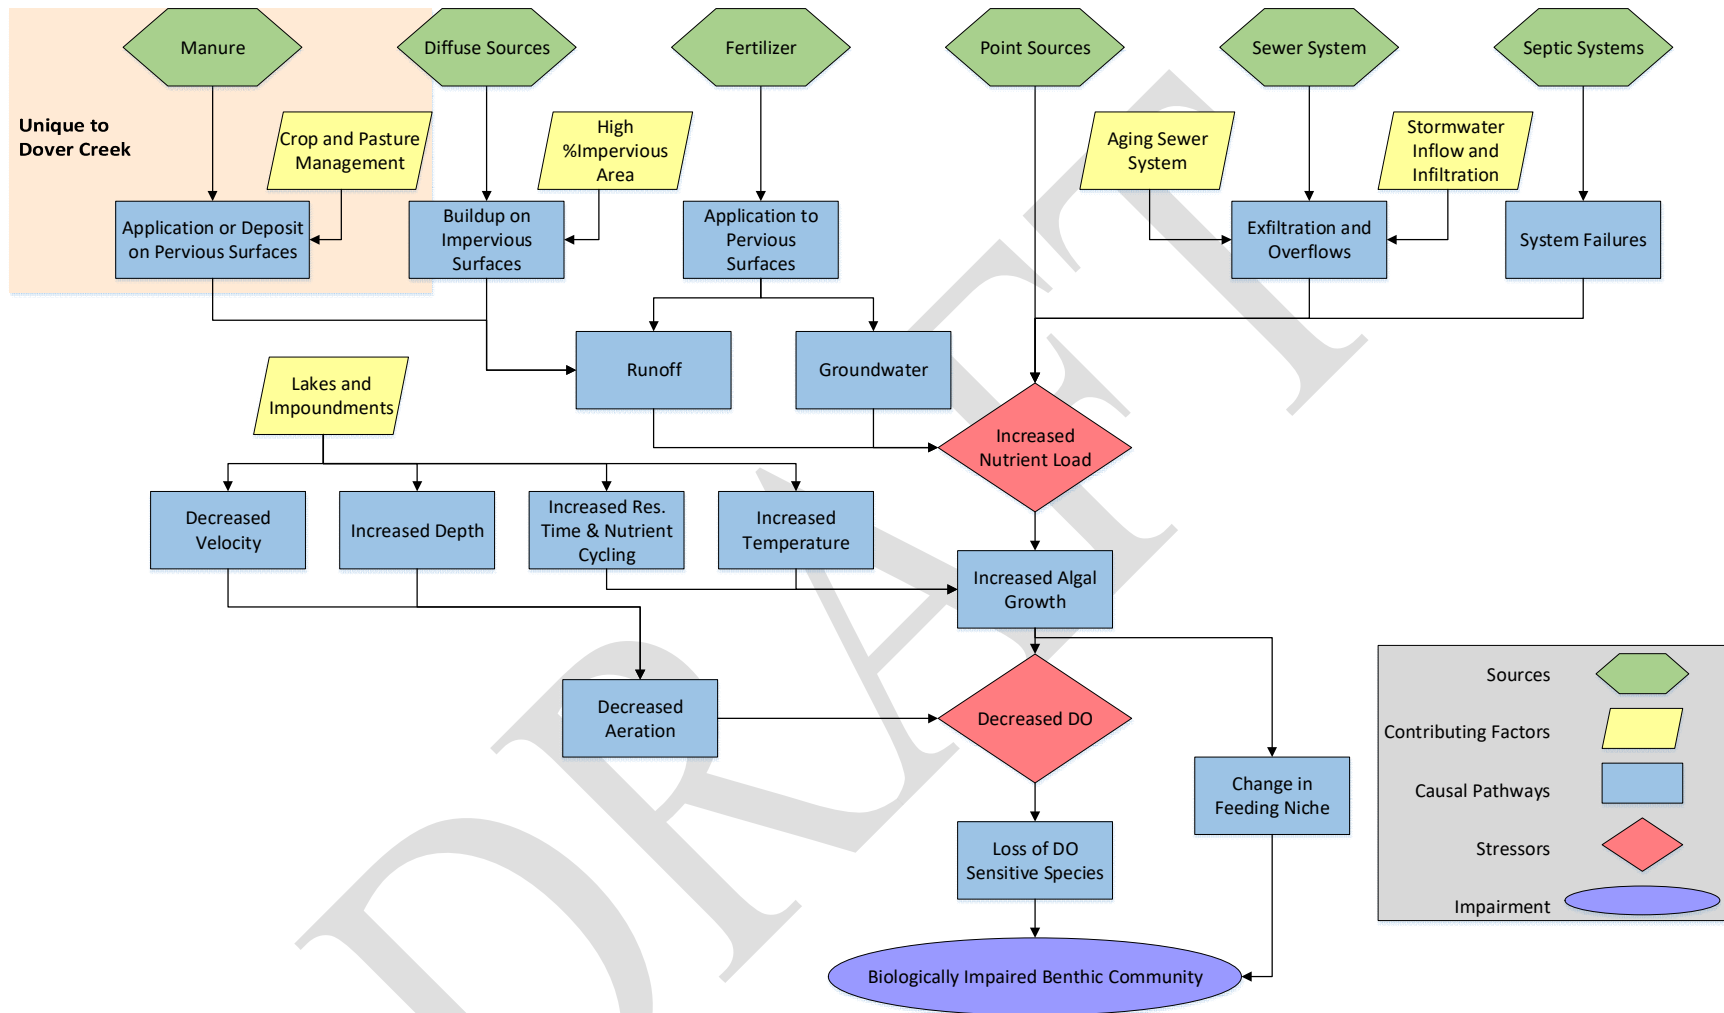 Manure
Diffuse Sources
Fertilizer
Point Sources
Sewer System
Septic Systems
Unique to
Dover Creek
Crop and Pasture
Management
High
%Impervious
Area
Aging Sewer
System
Stormwater
Inflow and
Infiltration
Application or Deposit
on Pervious Surfaces
Buildup on
Impervious
Surfaces
Application to
Pervious
Surfaces
Exfiltration and
Overflows
System Failures
Runoff
Groundwater
Lakes and
Impoundments
Increased
Nutrient Load
Decreased
Velocity
Increased Depth
Increased Res.
Time & Nutrient
Cycling
Increased
Temperature
Increased Algal
Growth
Decreased
Aeration
Decreased DO
Change in
Feeding Niche
Loss of DO
Sensitive Species
Biologically Impaired Benthic Community
Sources
Contributing Factors
Causal Pathways
Stressors
Impairment
DRAFT